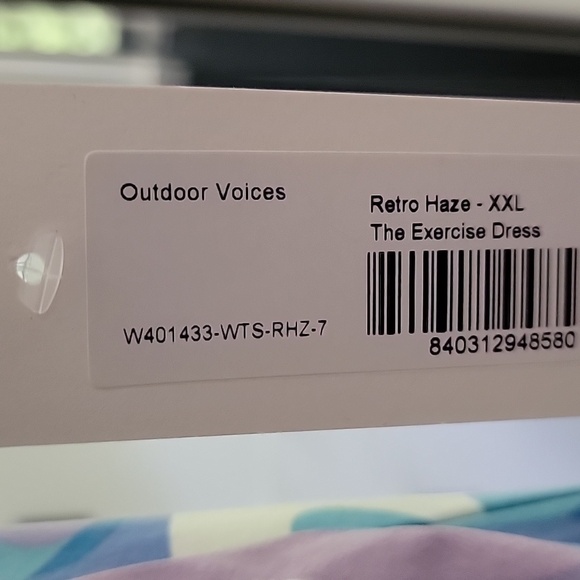 Outdoor Voices
Retro Haze - XXL
The Exercise Dress
W401433-WTS-RHZ-7
840312948580